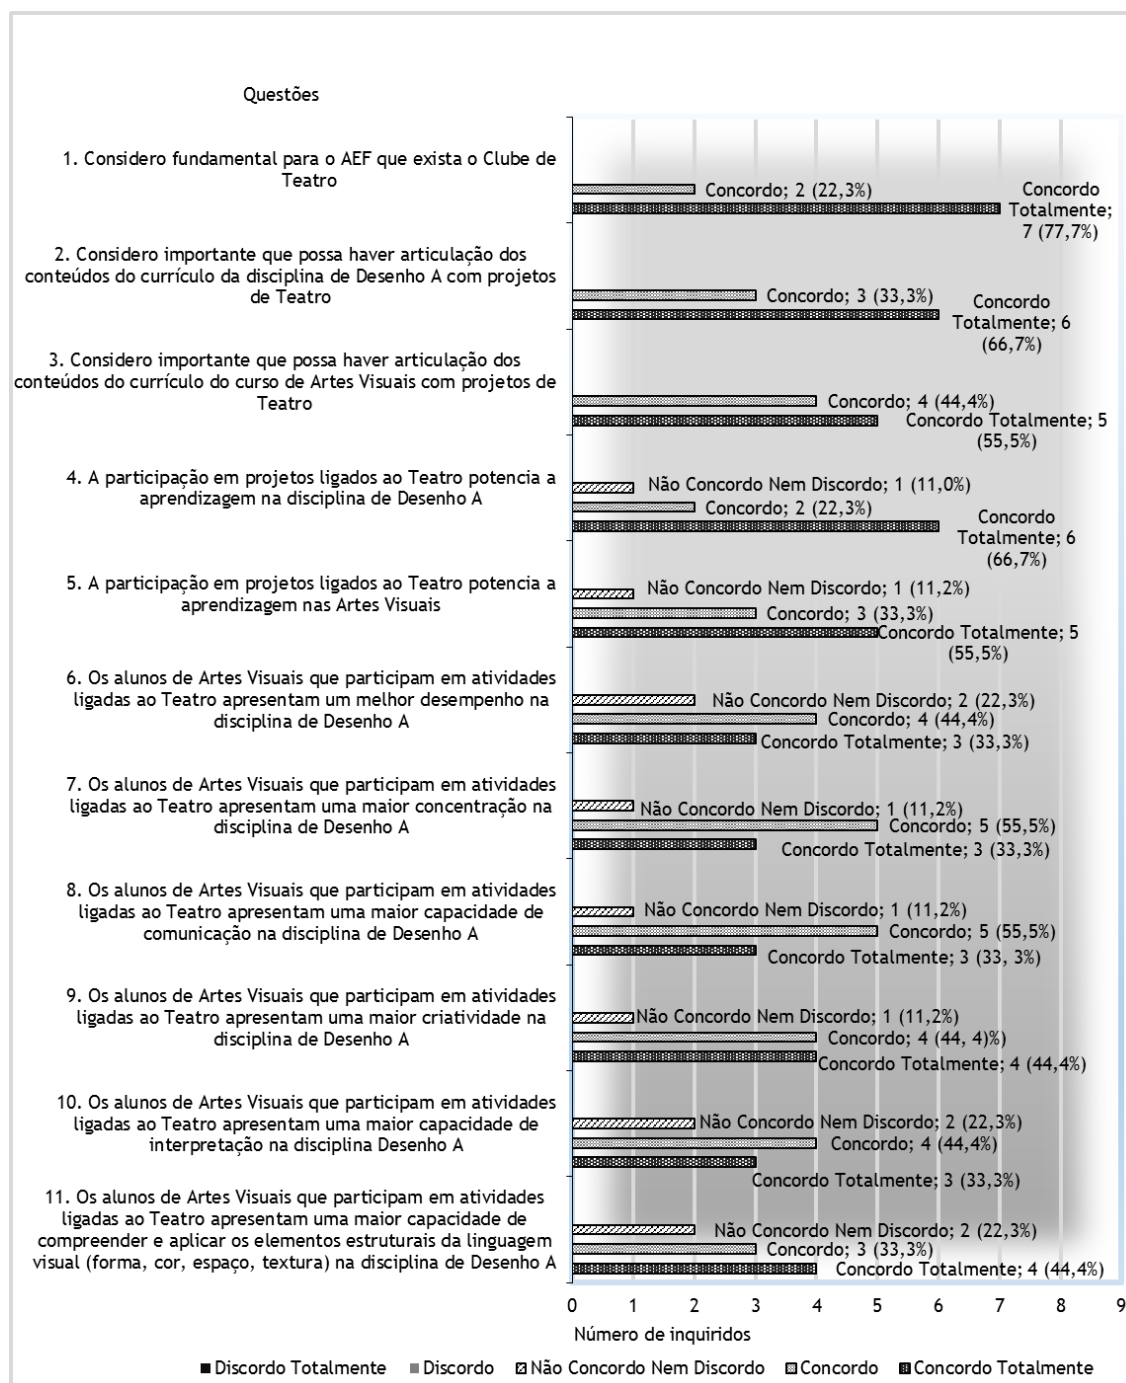 Questões
1. Considero fundamental para o AEF que exista o Clube de
Teatro
Concordo; 2 (22,3%)
Concordo
Totalmente;
7 (77,7%)
2. Considero importante que possa haver articulação dos
conteúdos do currículo da disciplina de Desenho A com projetos
de Teatro
Concordo; 3 (33,3%)
Concordo
Totalmente; 6
(66,7%)
3. Considero importante que possa haver articulação dos
conteúdos do currículo do curso de Artes Visuais com projetos de
Teatro
Concordo; 4 (44,4%)
Concordo Totalmente; 5
(55,5%)
4. A participação em projetos ligados ao Teatro potencia a
aprendizagem na disciplina de Desenho A
Não Concordo Nem Discordo; 1 (11,0%)
Concordo; 2 (22,3%)
Concordo
Totalmente; 6
(66,7%)
5. A participação em projetos ligados ao Teatro potencia a
aprendizagem nas Artes Visuais
Não Concordo Nem Discordo; 1 (11,2%)
Concordo; 3 (33,3%)
Concordo Totalmente; 5
(55,5%)
6. Os alunos de Artes Visuais que participam em atividades
ligadas ao Teatro apresentam um melhor desempenho na
disciplina de Desenho A
Não Concordo Nem Discordo; 2 (22,3%)
Concordo; 4 (44,4%)
Concordo Totalmente; 3 (33,3%)
7. Os alunos de Artes Visuais que participam em atividades
ligadas ao Teatro apresentam uma maior concentração na
disciplina de Desenho A
Não Concordo Nem Discordo; 1 (11,2%)
Concordo; 5 (55,5%)
Concordo Totalmente; 3 (33,3%)
8. Os alunos de Artes Visuais que participam em atividades
ligadas ao Teatro apresentam uma maior capacidade de
comunicação na disciplina de Desenho A
Não Concordo Nem Discordo; 1 (11,2%)
Concordo; 5 (55,5%)
Concordo Totalmente; 3 (33, 3%)
9. Os alunos de Artes Visuais que participam em atividades
ligadas ao Teatro apresentam uma maior criatividade na
disciplina de Desenho A
Não Concordo Nem Discordo; 1 (11,2%)
Concordo; 4 (44, 4)%
Concordo Totalmente; 4 (44,4%
10. Os alunos de Artes Visuais que participam em atividades
ligadas ao Teatro apresentam uma maior capacidade de
interpretação na disciplina Desenho A
Não Concordo Nem Discordo; 2 (22,3%)
Concordo; 4 (44,4%)
Concordo Totalmente; 3 (33,3%)
11. Os alunos de Artes Visuais que participam em atividades
ligadas ao Teatro apresentam uma maior capacidade de
compreender e aplicar os elementos estruturais da linguagem
visual (forma, cor, espaço, textura) na disciplina de Desenho A
Não Concordo Nem Discordo; 2 (22,3%)
Concordo; 3 (33,3%)
Concordo Totalmente; 4 (44,4%)
0 1 2 3 4 5 6 7 8 9
Número de inquiridos
Discordo Totalmente Discordo Não Concordo Nem Discordo Concordo Concordo Totalmente